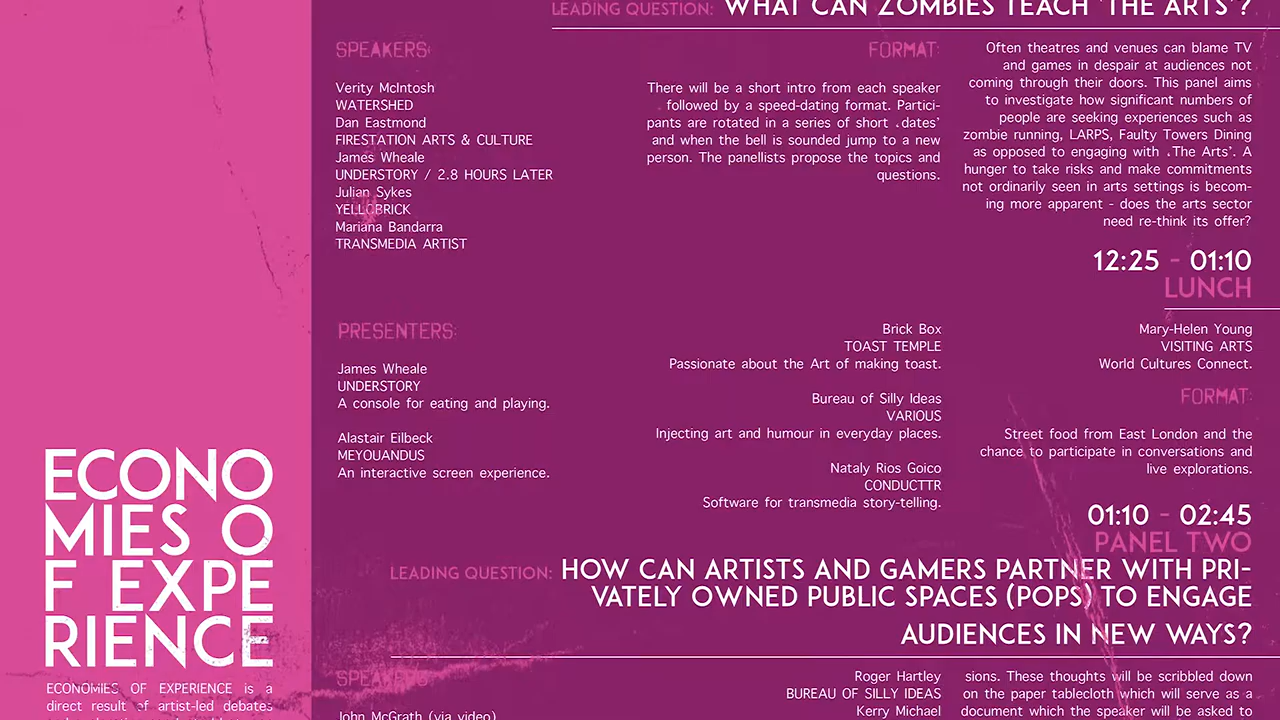 LEADING QUESTION: WHAT CAN ZOMBIES TEACH 'THE ARTS'?
SPEAKERS:
Verity McIntosh
WATERSHED
Dan Eastmond
FIRESTATION ARTS & CULTURE
James Wheale
UNDERSTORY / 2.8 HOURS LATER
Julian Sykes
YELLOBRICK
Mariana Bandarra
TRANSMEDIA ARTIST
FORMAT:
There will be a short intro from each speaker
followed by a speed-dating format. Partici-
pants are rotated in a series of short ‚dates'
and when the bell is sounded jump to a new
person. The panellists propose the topics and
questions.
Often theatres and venues can blame TV
and games in despair at audiences not
coming through their doors. This panel aims
to investigate how significant numbers of
people are seeking experiences such as
zombie running, LARPS, Faulty Towers Dining
as opposed to engaging with ‚The Arts'. A
hunger to take risks and make commitments
not ordinarily seen in arts settings is becom-
ing more apparent - does the arts sector
need re-think its offer?
12:25 - 01:10
LUNCH
PRESENTERS:
James Wheale
UNDERSTORY
A console for eating and playing.
Alastair Eilbeck
MEYOUANDUS
An interactive screen experience.
Brick Box
TOAST TEMPLE
Passionate about the Art of making toast.
Bureau of Silly Ideas
VARIOUS
Injecting art and humour in everyday places.
Nataly Rios Goico
CONDUCTTR
Software for transmedia story-telling.
Mary-Helen Young
VISITING ARTS
World Cultures Connect.
FORMAT:
Street food from East London and the
chance to participate in conversations and
live explorations.
01:10 - 02:45
PANEL TWO
LEADING QUESTION: HOW CAN ARTISTS AND GAMERS PARTNER WITH PRI-
VATELY OWNED PUBLIC SPACES (POPS) TO ENGAGE
AUDIENCES IN NEW WAYS?
SPEAKERS:
John McGrath (via video)
Roger Hartley
BUREAU OF SILLY IDEAS
Kerry Michael
sions. These thoughts will be scribbled down
on the paper tablecloth which will serve as a
document which the speaker will be asked to
ECONO
MIES O
F EXPE
RIENCE
ECONOMIES OF EXPERIENCE is a
direct result of artist-led debates